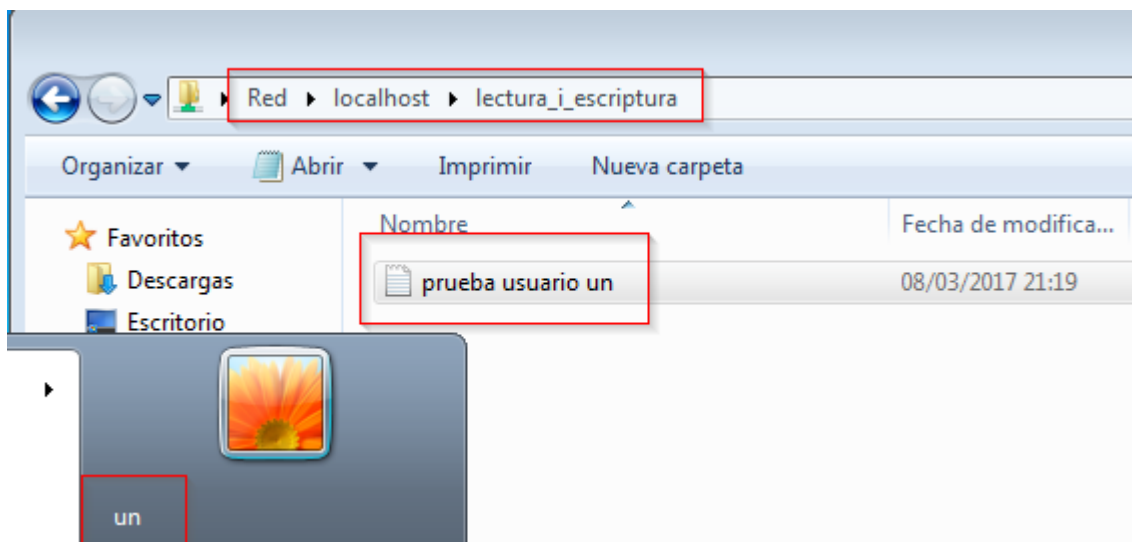 Red localhost lectura_i_escriptura
Organizar Abrir Imprimir Nueva carpeta
Favoritos
Descargas
Escritorio
Nombre Fecha de modifica...
prueba usuario un 08/03/2017 21:19
un